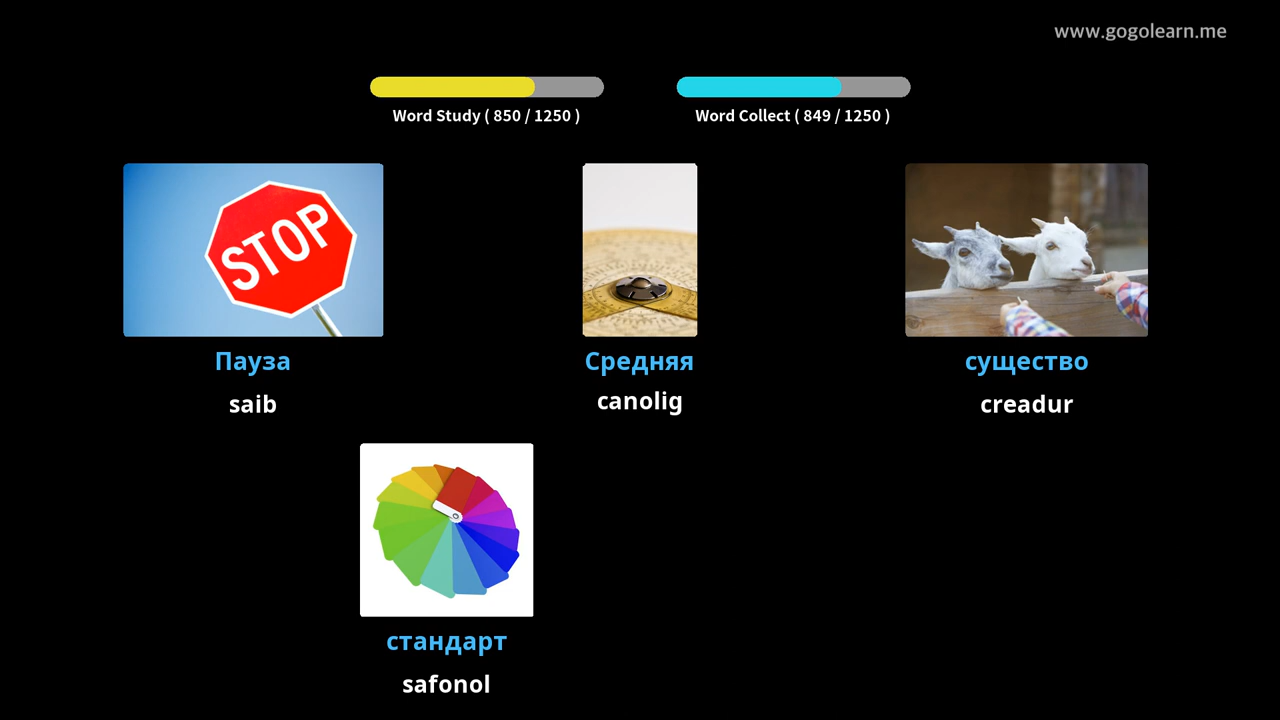 www.gogolearn.me
Word Study ( 850 / 1250 )
Word Collect ( 849 / 1250 )
STOP
Пауза
Средняя
существо
saib
canolig
creadur
стандарт
safonol